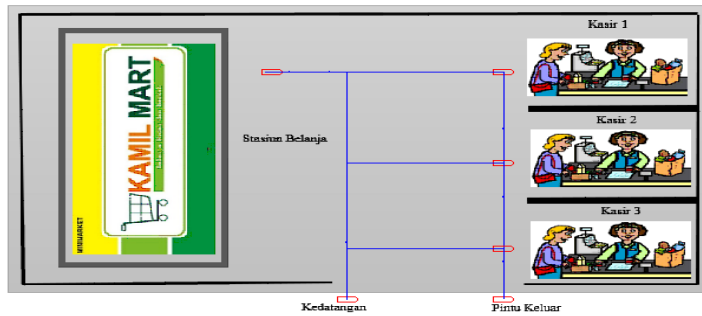 Kasir 1
KAMIL MART
MINIMARKET
Kasir 2
Stasiun Belanja
Kasir 3
Kedatangan
Pintu Keluar